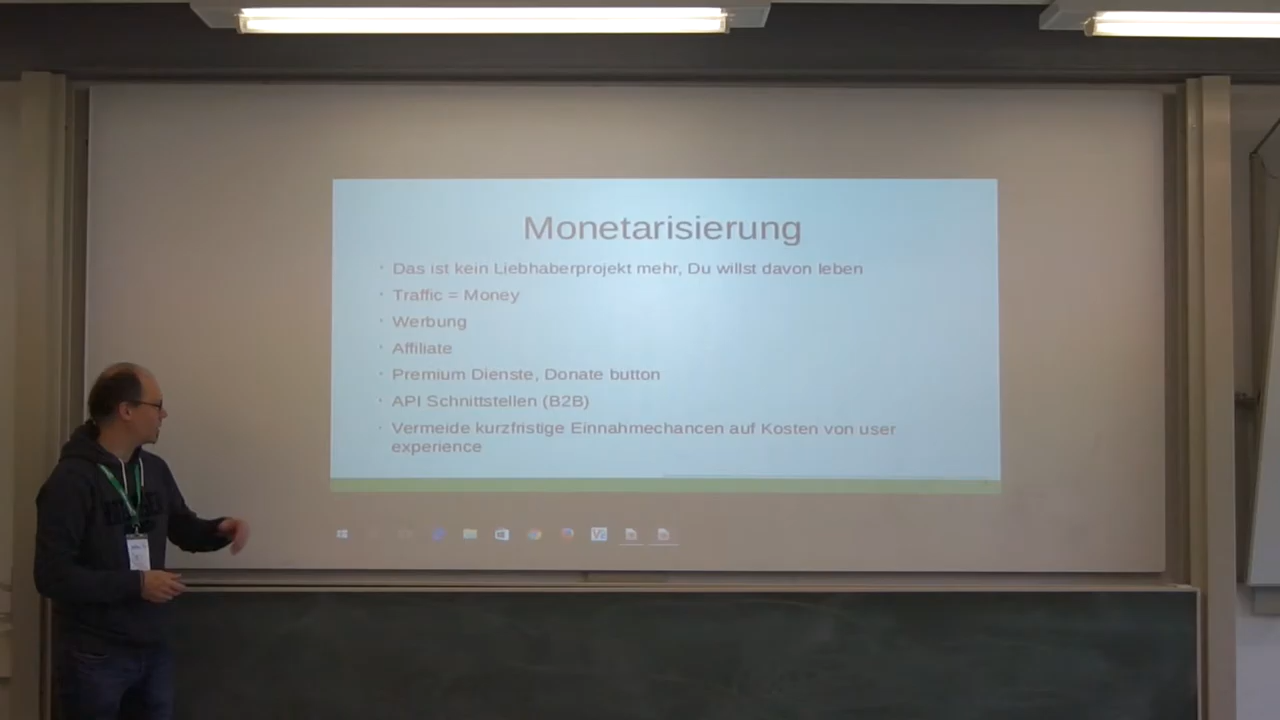 Monetarisierung
Das ist kein Liebhaberprojekt mehr, Du willst davon leben
Traffic = Money
Werbung
Affiliate
Premium Dienste, Donate button
API Schnittstellen (B2B)
Vermeide kurzfristige Einnahmechancen auf Kosten von user
experience